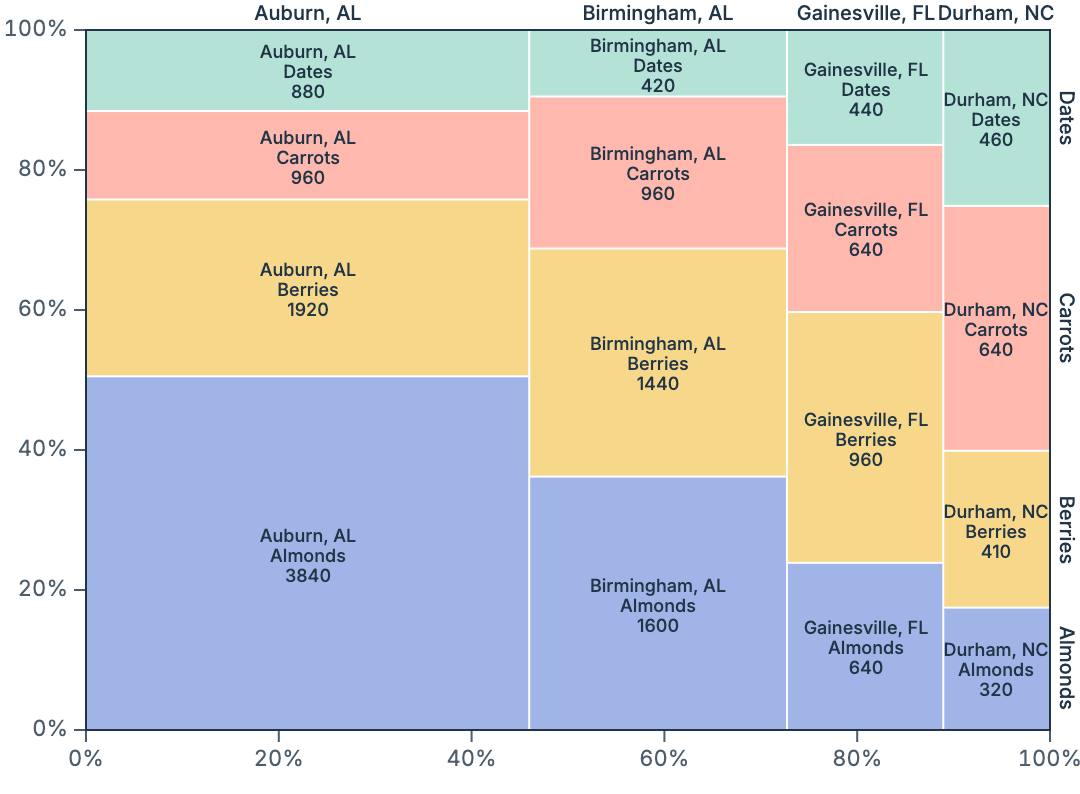 Auburn, AL
Birmingham, AL
Gainesville, FL
Durham, NC
100%
80%
60%
40%
20%
0%
Auburn, AL
Dates
880
Auburn, AL
Carrots
960
Auburn, AL
Berries
1920
Auburn, AL
Almonds
3840
Birmingham, AL
Dates
420
Birmingham, AL
Carrots
960
Birmingham, AL
Berries
1440
Birmingham, AL
Almonds
1600
Gainesville, FL
Dates
440
Gainesville, FL
Carrots
640
Gainesville, FL
Berries
960
Gainesville, FL
Almonds
640
Durham, NC
Dates
460
Durham, NC
Carrots
640
Durham, NC
Berries
410
Durham, NC
Almonds
320
Dates
Carrots
Berries
Almonds
0%
20%
40%
60%
80%
100%